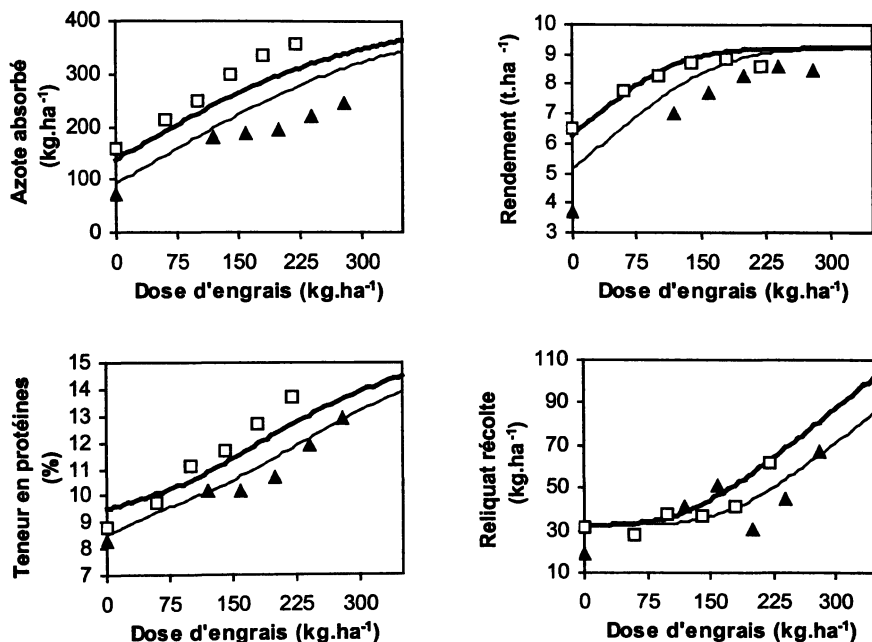 Azote absorbé
(kg.ha⁻¹)
400
300
200
100
0
0 75 150 225 300
Dose d'engrais (kg.ha⁻¹)
Rendement (t.ha ⁻¹)
10
9
8
7
6
5
4
3
0 75 150 225 300
Dose d'engrais (kg.ha⁻¹)
Teneur en protéines
(%)
15
14
13
12
11
10
9
8
7
0 75 150 225 300
Dose d'engrais (kg.ha⁻¹)
Reliquat récolte
(kg.ha⁻¹)
110
90
70
50
30
10
0 75 150 225 300
Dose d'engrais (kg.ha⁻¹)